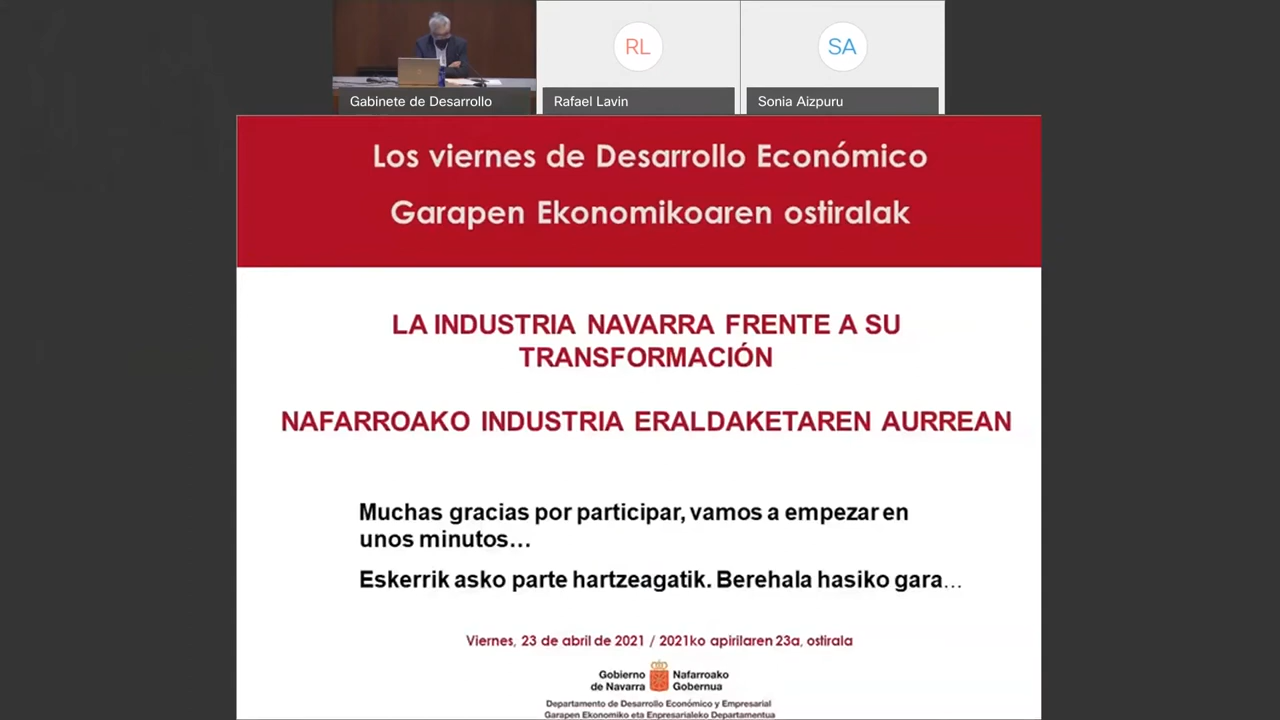 RL
SA
Gabinete de Desarrollo
Rafael Lavin
Sonia Aizpuru
Los viernes de Desarrollo Económico
Garapen Ekonomikoaren ostiralak
LA INDUSTRIA NAVARRA FRENTE A SU
TRANSFORMACIÓN
NAFARROAKO INDUSTRIA ERALDAKETAREN AURREAN
Muchas gracias por participar, vamos a empezar en
unos minutos...
Eskerrik asko parte hartzeagatik. Berehala hasiko gara...
Viernes, 23 de abril de 2021 / 2021ko apirilaren 23a, ostirala
Gobierno
de Navarra
Nafarroako
Gobernua
Departamento de Desarrollo Económico y Empresarial
Garapen Ekonomiko eta Enpresarialeko Departamentua